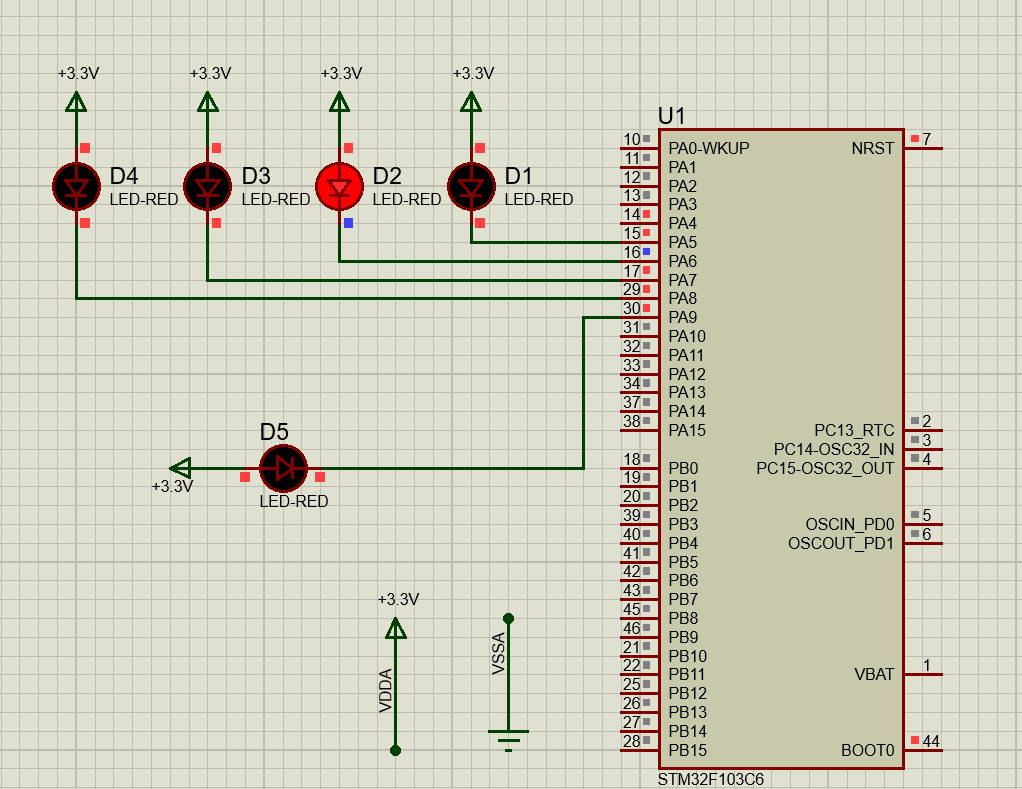 +3.3V +3.3V +3.3V +3.3V
D4 D3 D2 D1
LED-RED LED-RED LED-RED LED-RED
D5
+3.3V
LED-RED
+3.3V
VDDA
VSSA
U1
10 PA0-WKUP NRST 7
11 PA1
12 PA2
13 PA3
14 PA4
15 PA5
16 PA6
17 PA7
29 PA8
30 PA9
31 PA10
32 PA11
33 PA12
34 PA13
37 PA14
38 PA15 PC13_RTC 2
PC14-OSC32_IN 3
18 PB0 PC15-OSC32_OUT 4
19 PB1
20 PB2
39 PB3 OSCIN_PD0 5
40 PB4 OSCOUT_PD1 6
41 PB5
42 PB6
43 PB7
45 PB8
46 PB9
21 PB10
22 PB11 VBAT 1
25 PB12
26 PB13
27 PB14
28 PB15 BOOT0 44
STM32F103C6